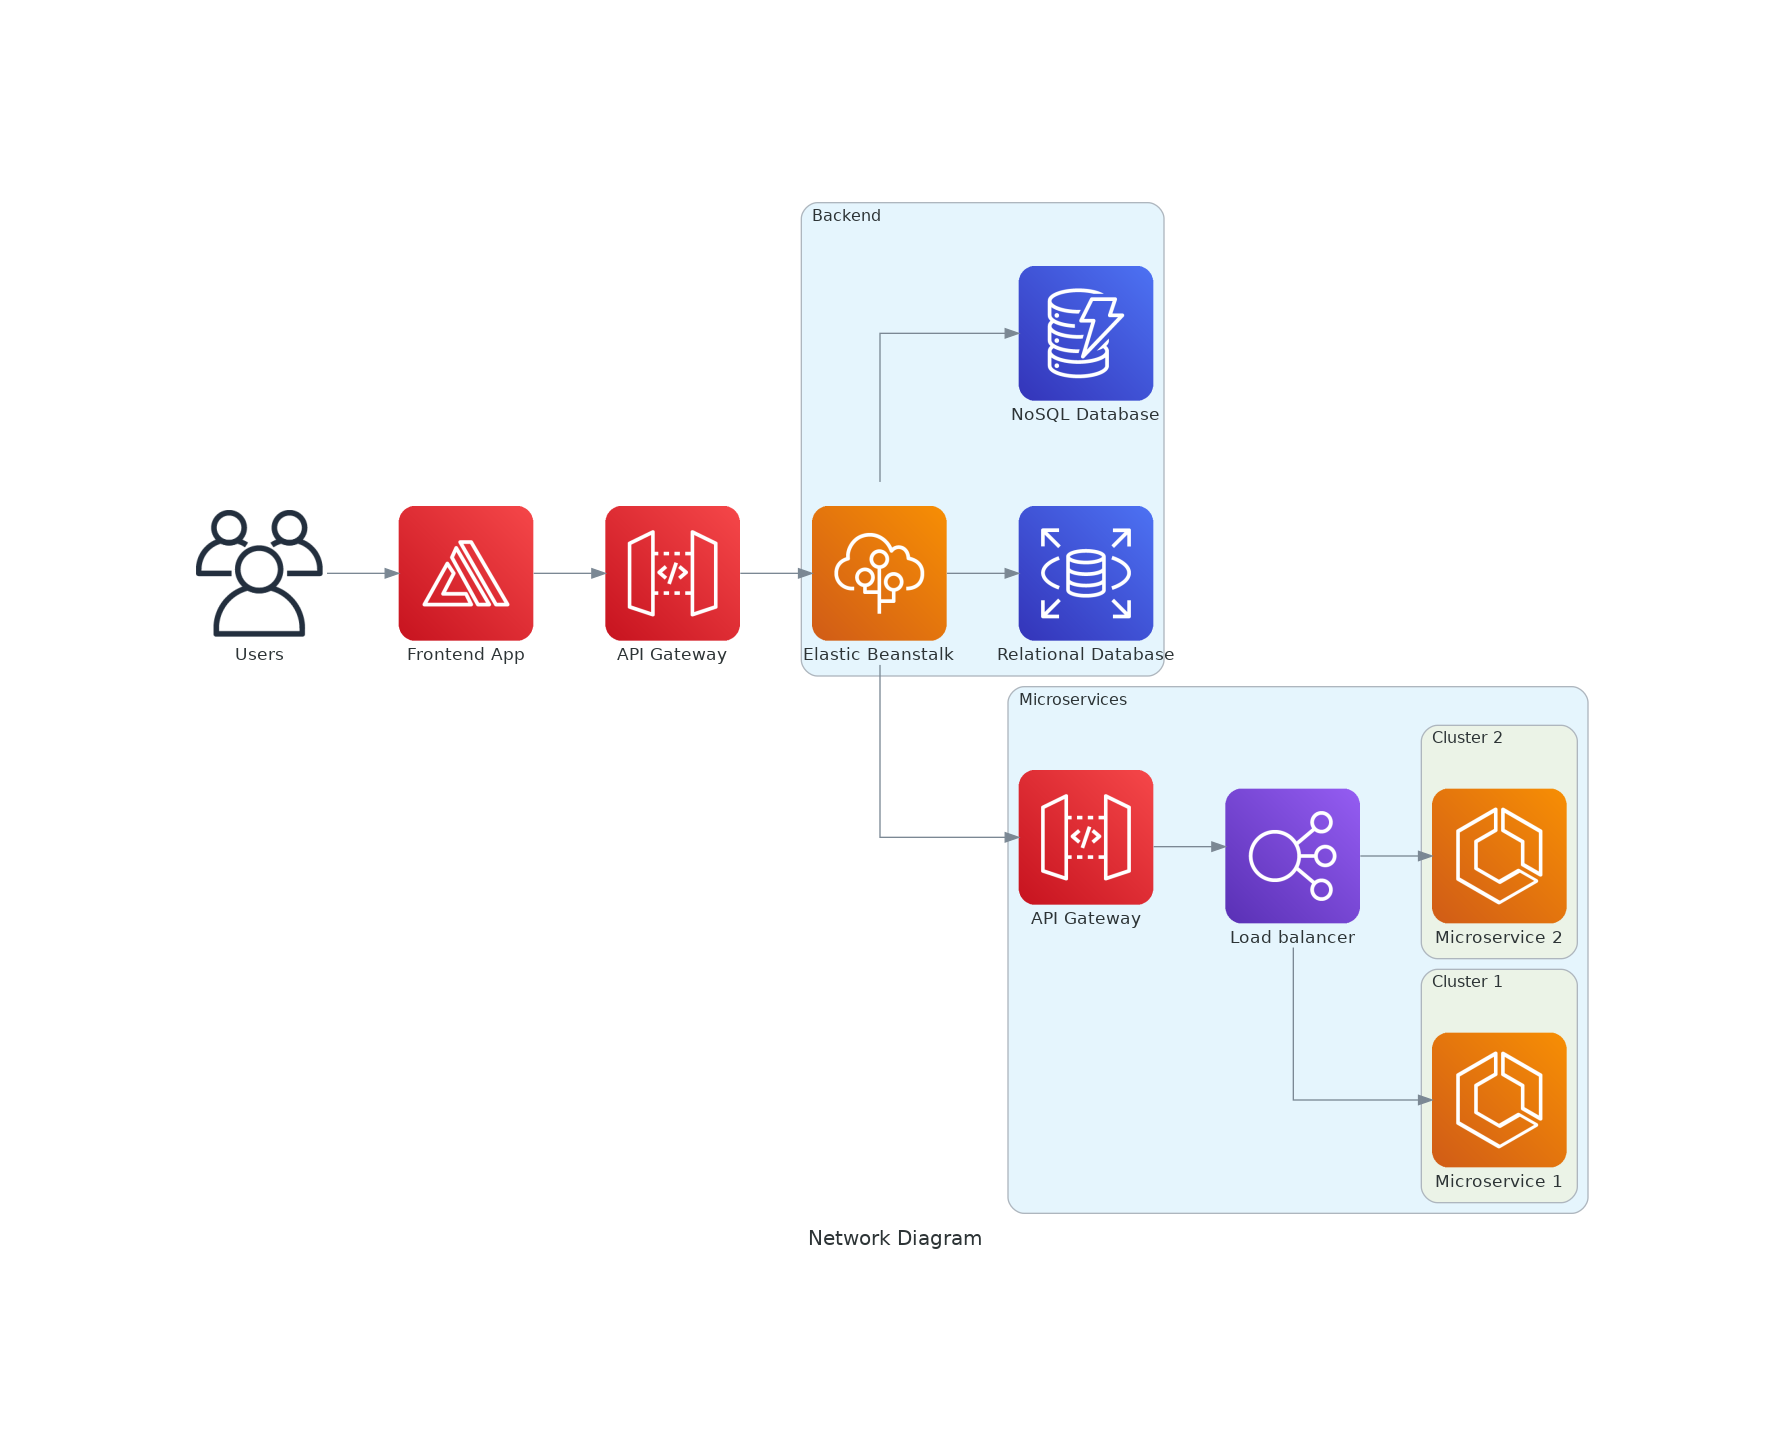 Backend
NoSQL Database
Users
Frontend App
API Gateway
Elastic Beanstalk
Relational Database
Microservices
Cluster 2
API Gateway
Load balancer
Microservice 2
Cluster 1
Microservice 1
Network Diagram